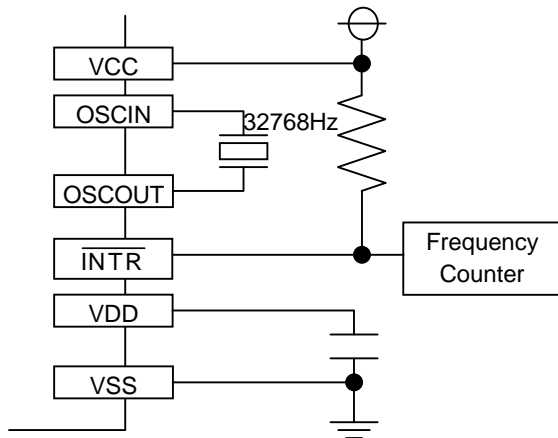 VCC
OSCIN
32768Hz
OSCOUT
INTR
Frequency
Counter
VDD
VSS